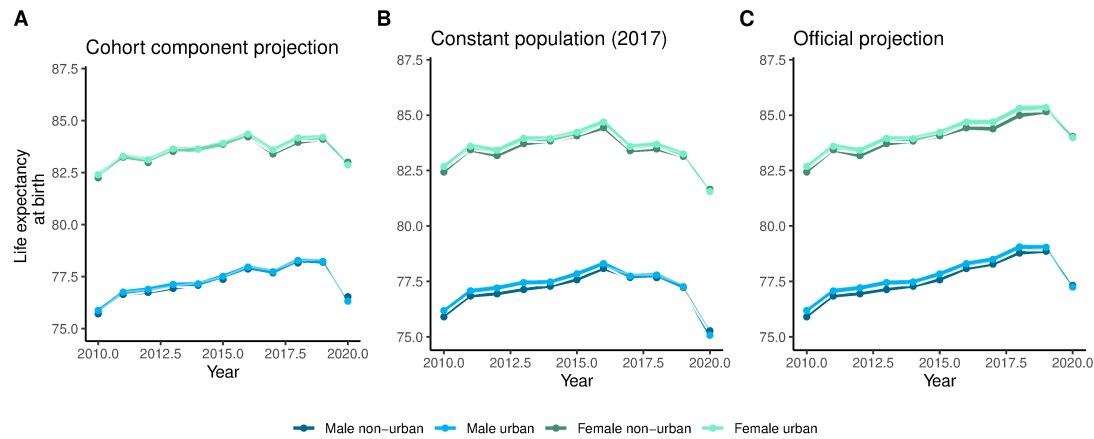 A
Cohort component projection
87.5
85.0
82.5
80.0
77.5
75.0
Life expectancy
at birth
2010.0 2012.5 2015.0 2017.5 2020.0
Year
B
Constant population (2017)
87.5
85.0
82.5
80.0
77.5
75.0
2010.0 2012.5 2015.0 2017.5 2020.0
Year
C
Official projection
87.5
85.0
82.5
80.0
77.5
75.0
2010.0 2012.5 2015.0 2017.5 2020.0
Year
Male non−urban Male urban Female non−urban Female urban